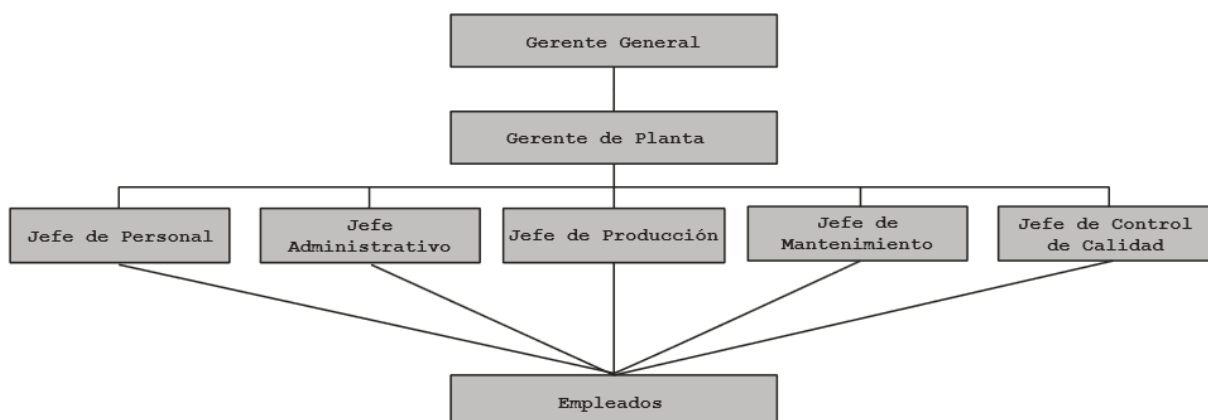 Gerente General
Gerente de Planta
Jefe de Personal
Jefe
Administrativo
Jefe de Producción
Jefe de
Mantenimiento
Jefe de Control
de Calidad
Empleados